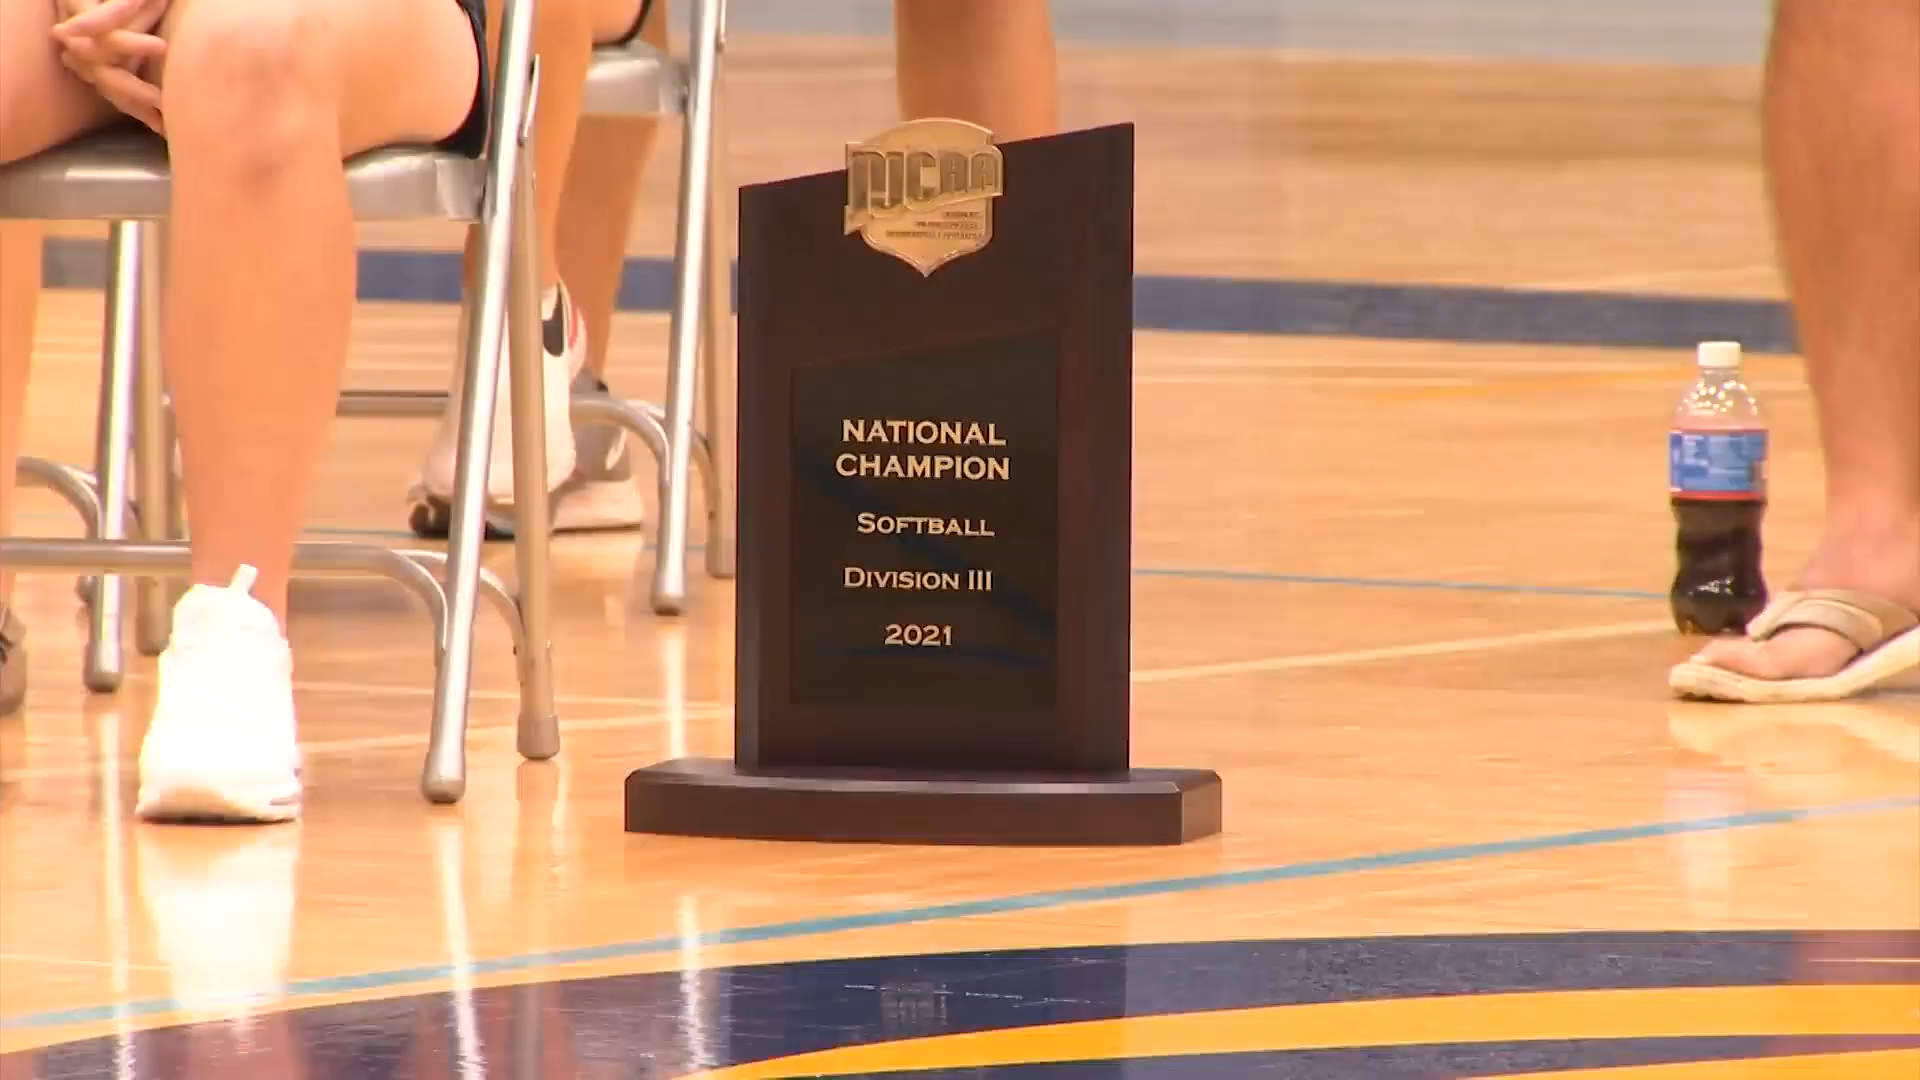 NJCAA
NATIONAL
CHAMPION
SOFTBALL
DIVISION III
2021